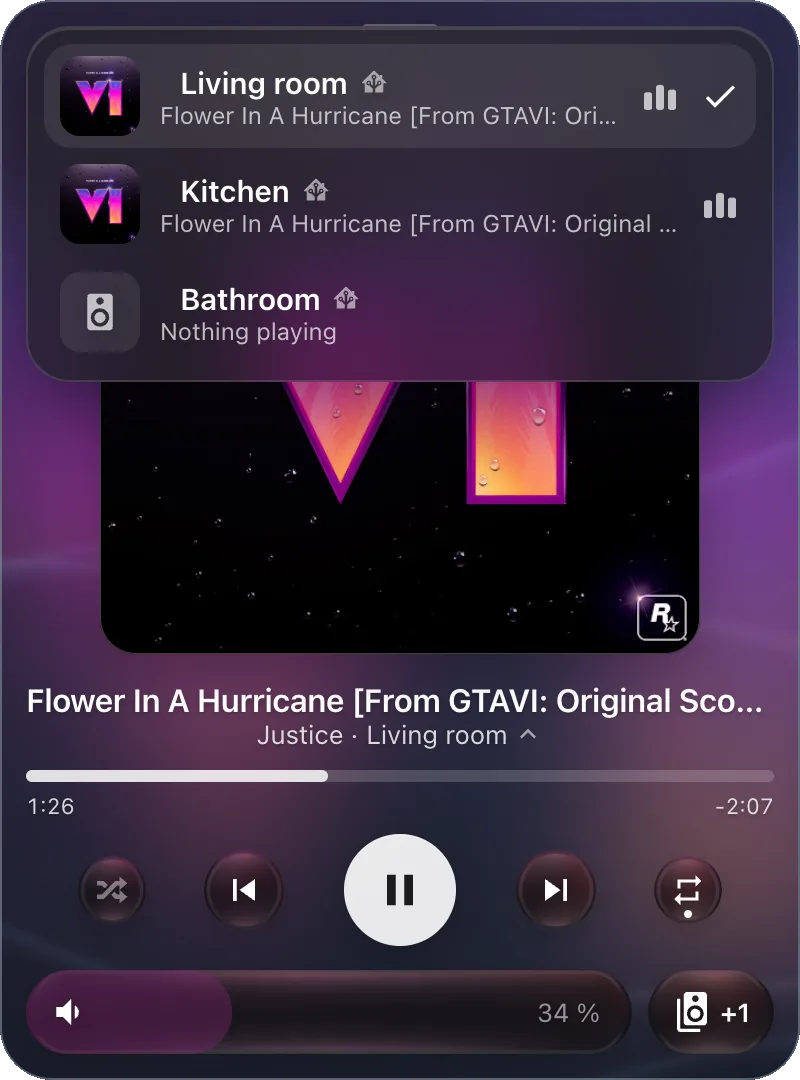 Living room
Flower In A Hurricane [From GTAVI: Ori...
Kitchen
Flower In A Hurricane [From GTAVI: Original ...
Bathroom
Nothing playing
VI
R
Flower In A Hurricane [From GTAVI: Original Sco...
Justice · Living room
1:26
-2:07
34 %
+1